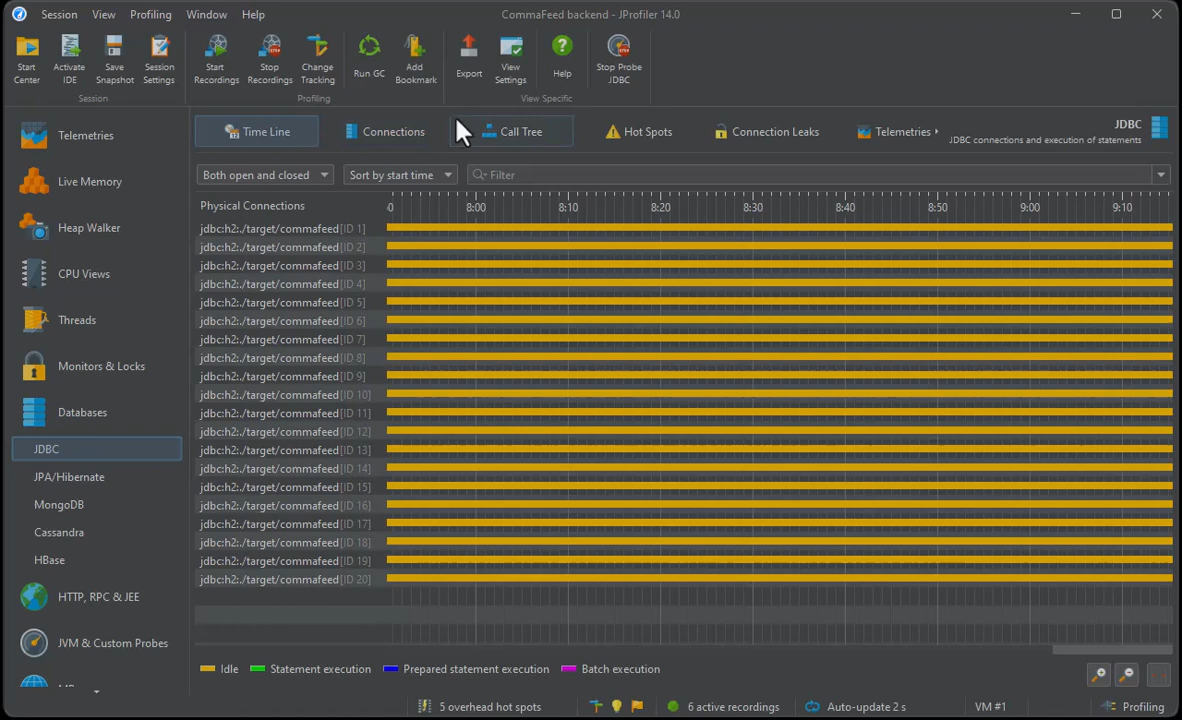 Session View Profiling Window Help
CommaFeed backend - JProfiler 14.0
Start Center
Activate IDE
Save Snapshot
Session Settings
Start Recordings
Stop Recordings
Change Tracking
Run GC
Add Bookmark
Export
View Settings
Help
Stop Probe JDBC
Session
Profiling
View Specific
Telemetries
Live Memory
Heap Walker
CPU Views
Threads
Monitors & Locks
Databases
JDBC
JPA/Hibernate
MongoDB
Cassandra
HBase
HTTP, RPC & JEE
JVM & Custom Probes
Time Line
Connections
Call Tree
Hot Spots
Connection Leaks
Telemetries
JDBC
JDBC connections and execution of statements
Both open and closed
Sort by start time
Filter
Physical Connections
0 8:00 8:10 8:20 8:30 8:40 8:50 9:00 9:10
jdbc:h2:./target/commafeed [ID 1]
jdbc:h2:./target/commafeed [ID 2]
jdbc:h2:./target/commafeed [ID 3]
jdbc:h2:./target/commafeed [ID 4]
jdbc:h2:./target/commafeed [ID 5]
jdbc:h2:./target/commafeed [ID 6]
jdbc:h2:./target/commafeed [ID 7]
jdbc:h2:./target/commafeed [ID 8]
jdbc:h2:./target/commafeed [ID 9]
jdbc:h2:./target/commafeed [ID 10]
jdbc:h2:./target/commafeed [ID 11]
jdbc:h2:./target/commafeed [ID 12]
jdbc:h2:./target/commafeed [ID 13]
jdbc:h2:./target/commafeed [ID 14]
jdbc:h2:./target/commafeed [ID 15]
jdbc:h2:./target/commafeed [ID 16]
jdbc:h2:./target/commafeed [ID 17]
jdbc:h2:./target/commafeed [ID 18]
jdbc:h2:./target/commafeed [ID 19]
jdbc:h2:./target/commafeed [ID 20]
Idle Statement execution Prepared statement execution Batch execution
5 overhead hot spots
6 active recordings
Auto-update 2 s
VM #1
Profiling